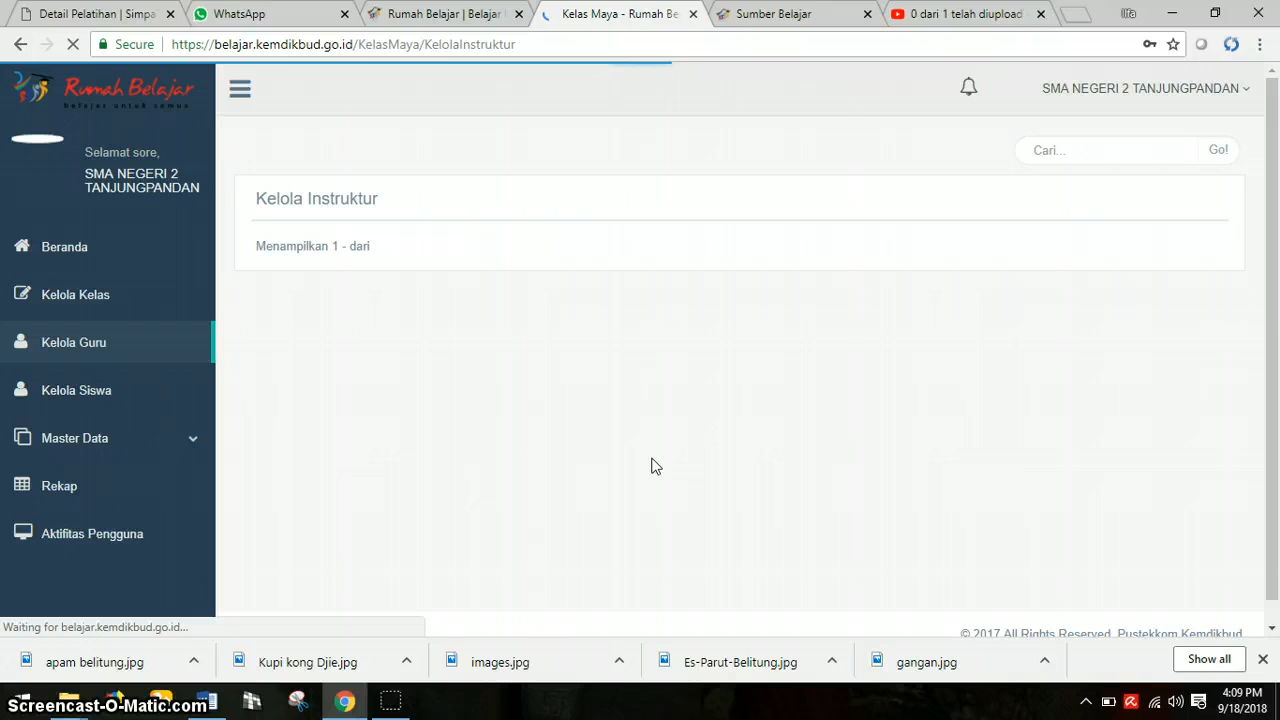 Detail Pelatihan | Simpa
WhatsApp
Rumah Belajar | Belajar
Kelas Maya - Rumah Be
Sumber Belajar
0 dari 1 telah diupload
Secure
https://belajar.kemdikbud.go.id/KelasMaya/KelolaInstruktur
Rumah Belajar
belajar untuk semua
SMA NEGERI 2 TANJUNGPANDAN
Selamat sore,
SMA NEGERI 2
TANJUNGPANDAN
Cari...
Go!
Kelola Instruktur
Menampilkan 1 - dari
Beranda
Kelola Kelas
Kelola Guru
Kelola Siswa
Master Data
Rekap
Aktifitas Pengguna
Waiting for belajar.kemdikbud.go.id...
© 2017 All Rights Reserved. Pustekkom Kemdikbud
apam belitung.jpg
Kupi kong Djie.jpg
images.jpg
Es-Parut-Belitung.jpg
gangan.jpg
Show all
Screencast-O-Matic.com
4:09 PM
9/18/2018